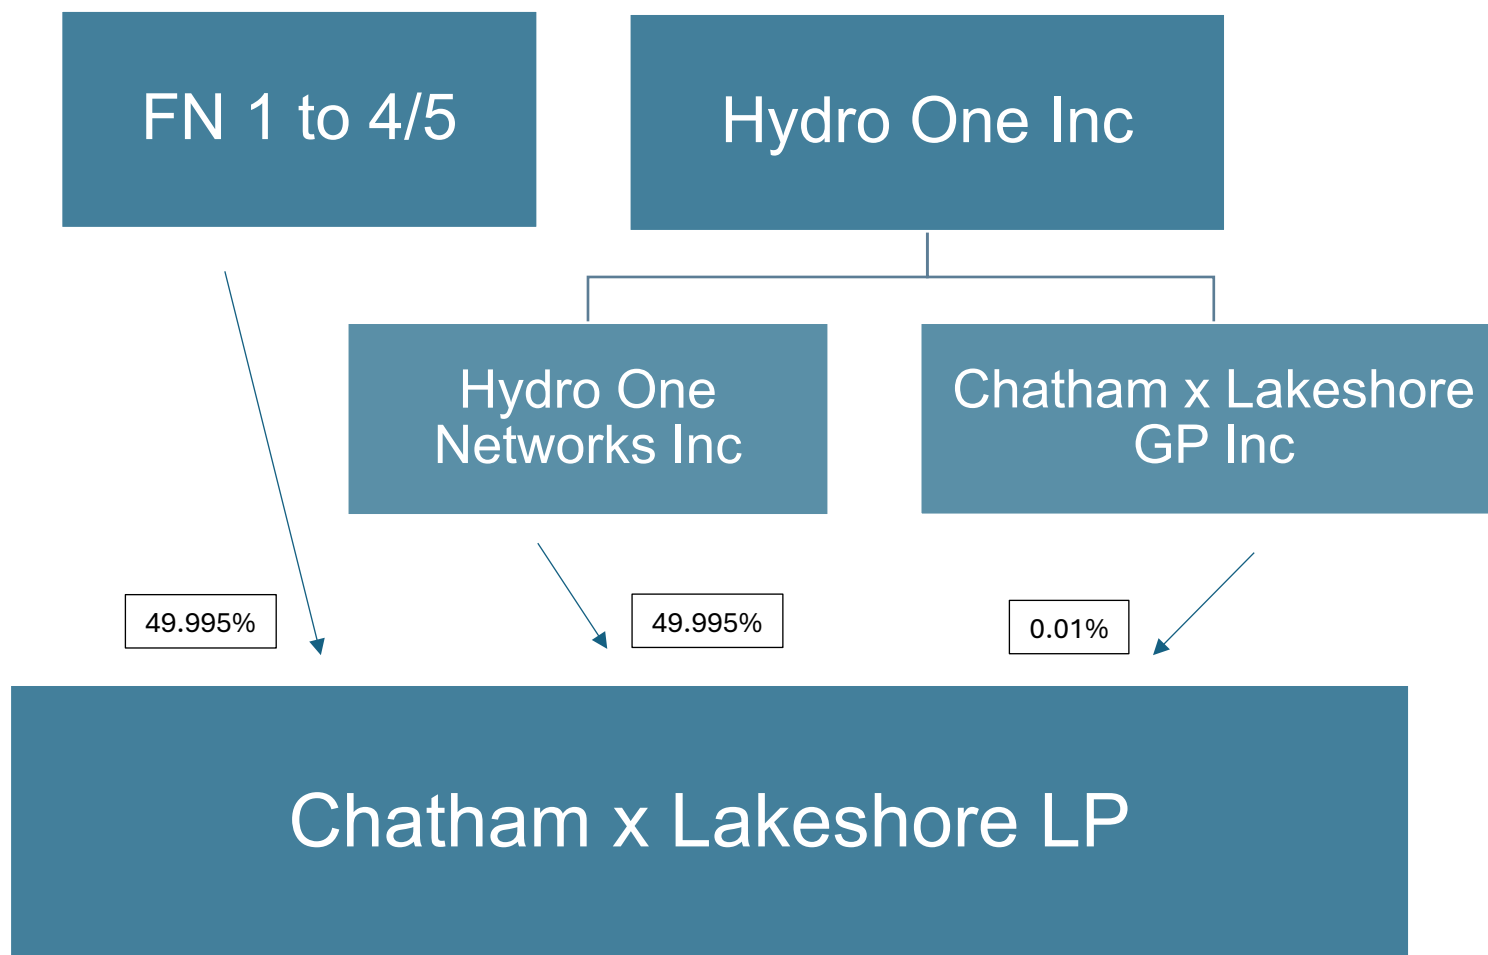 FN 1 to 4/5
Hydro One Inc
Hydro One
Networks Inc
Chatham x Lakeshore
GP Inc
49.995%
49.995%
0.01%
Chatham x Lakeshore LP